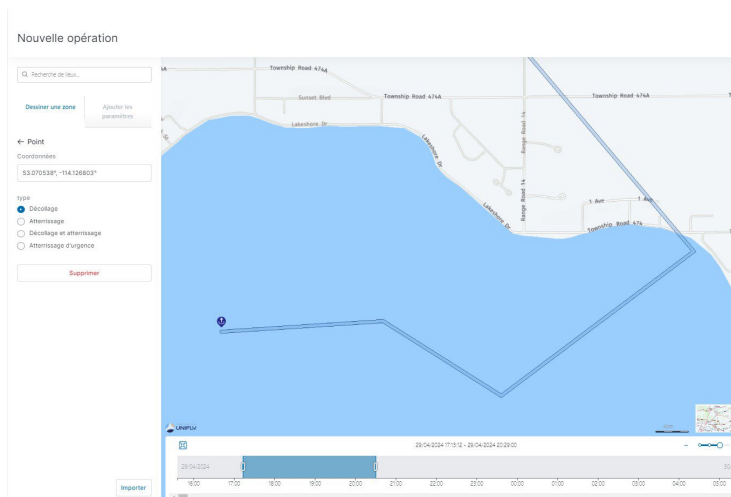 Nouvelle opération
Recherche de lieux...
Dessiner une zone
Ajouter les
paramètres
← Point
Coordonnées
53.070538°, -114.126603°
type
Décollage
Atterrissage
Décollage et atterrissage
Atterrissage d'urgence
Supprimer
Importer
Township Road 474A
Sunset Blvd
Township Road 474A
Township Road 474A
Lakeshore Dr
Lakeshore Dr
Lakeshore Dr
Range Road 14
Range Road 14
1 Ave
1 Ave
Township Road 474
UNIFLY
29/04/2024 17:13:12 - 29/04/2024 20:29:00
29/04/2024
30
16:00 17:00 18:00 19:00 20:00 21:00 22:00 23:00 00:00 01:00 02:00 03:00 04:00 05:00